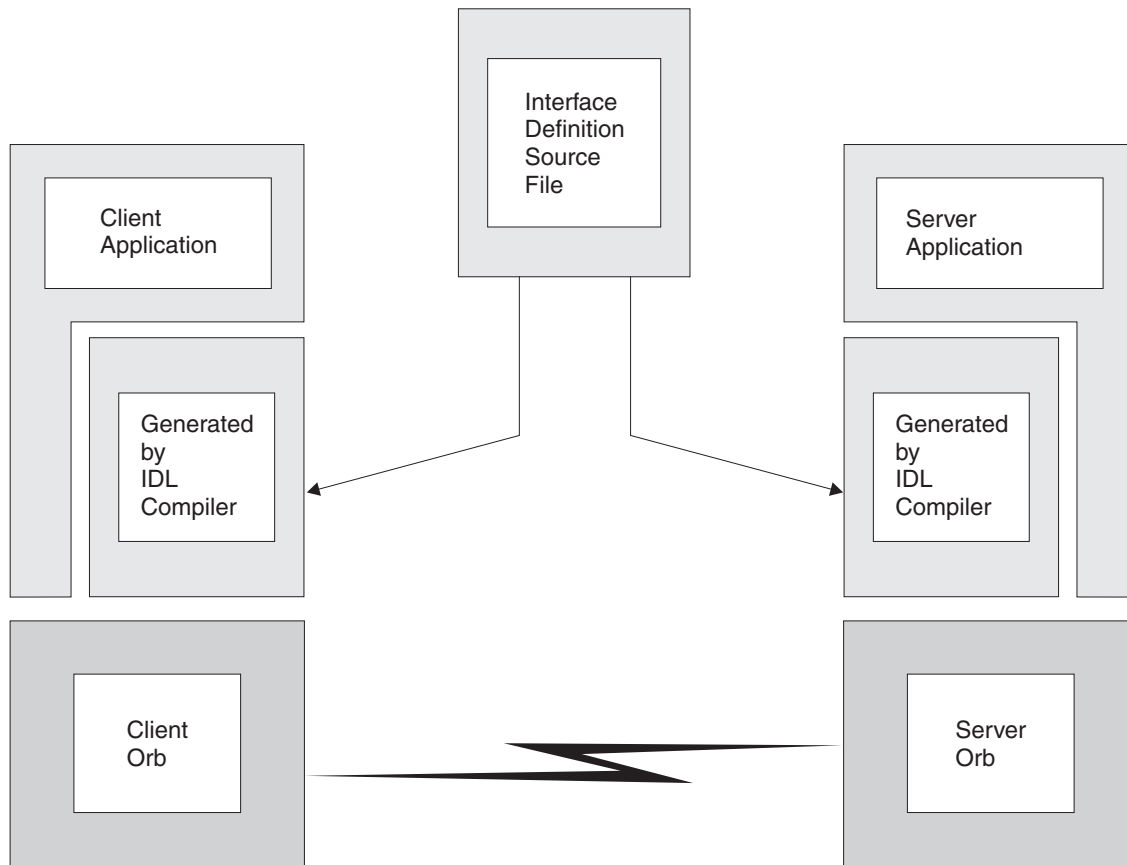 Interface
Definition
Source
File
Client
Application
Server
Application
Generated
by
IDL
Compiler
Generated
by
IDL
Compiler
Client
Orb
Server
Orb